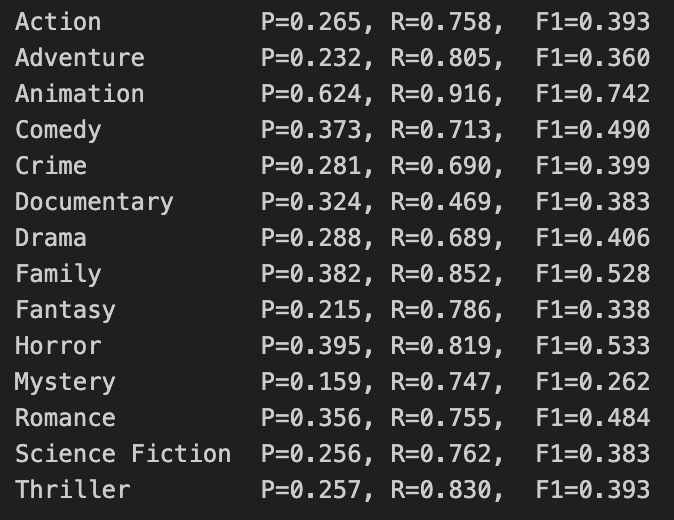 Action P=0.265, R=0.758, F1=0.393
Adventure P=0.232, R=0.805, F1=0.360
Animation P=0.624, R=0.916, F1=0.742
Comedy P=0.373, R=0.713, F1=0.490
Crime P=0.281, R=0.690, F1=0.399
Documentary P=0.324, R=0.469, F1=0.383
Drama P=0.288, R=0.689, F1=0.406
Family P=0.382, R=0.852, F1=0.528
Fantasy P=0.215, R=0.786, F1=0.338
Horror P=0.395, R=0.819, F1=0.533
Mystery P=0.159, R=0.747, F1=0.262
Romance P=0.356, R=0.755, F1=0.484
Science Fiction P=0.256, R=0.762, F1=0.383
Thriller P=0.257, R=0.830, F1=0.393